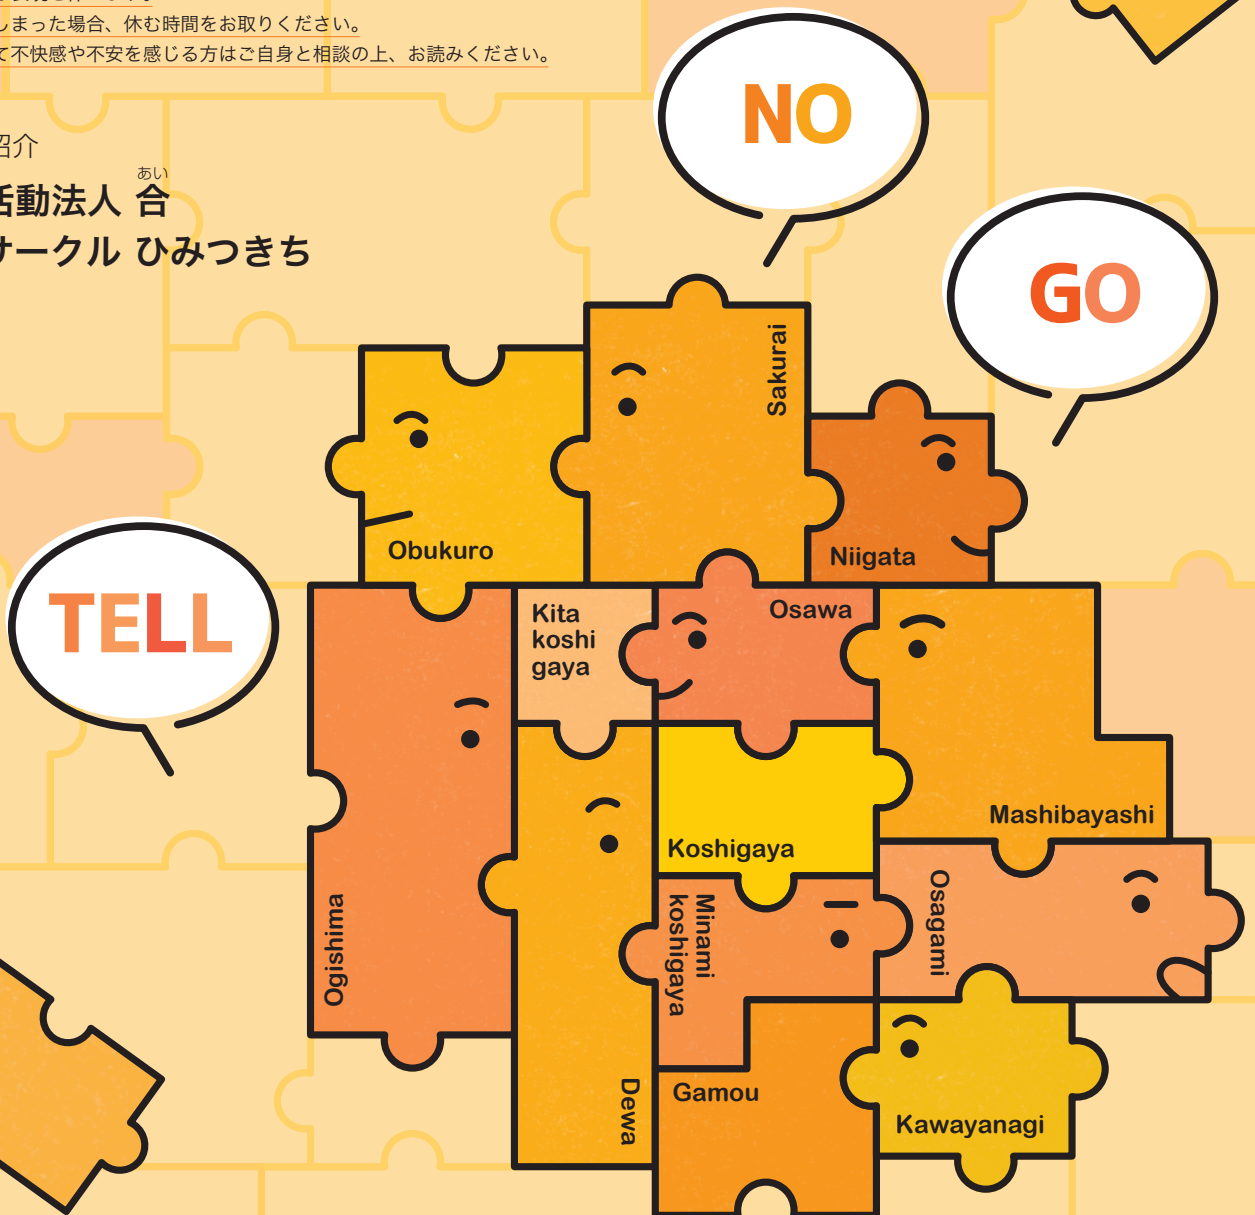 しまった場合、休む時間をお取りください。
て不快感や不安を感じる方はご自身と相談の上、お読みください。
紹介
あい
活動法人 合
サークル ひみつきち
NO
GO
TELL
Sakurai
Obukuro
Niigata
Kita
koshi
gaya
Osawa
Mashibayashi
Koshigaya
Ogishima
Minami
koshigaya
Osagami
Dewa
Gamou
Kawayanagi